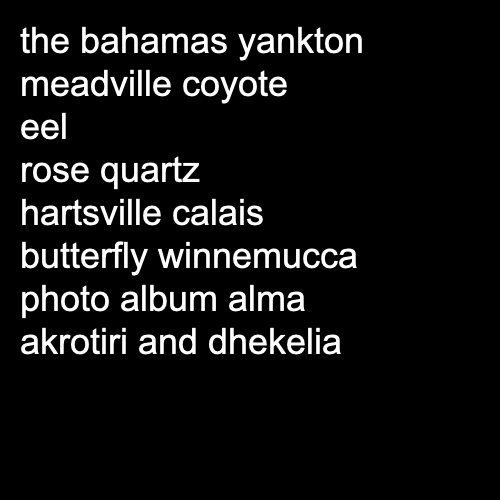 the bahamas yankton
meadville coyote
eel
rose quartz
hartsville calais
butterfly winnemucca
photo album alma
akrotiri and dhekelia